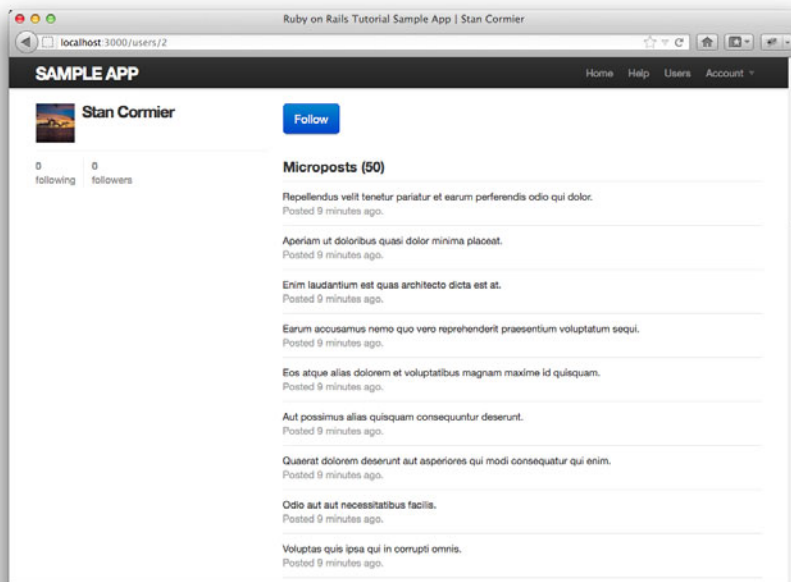 Ruby on Rails Tutorial Sample App | Stan Cormier
localhost:3000/users/2
SAMPLE APP
Home Help Users Account
Stan Cormier
0 following
0 followers
Follow
Microposts (50)
Repellendus velit tenetur pariatur et earum perferendis odio qui dolor.
Posted 9 minutes ago.
Aperiam ut doloribus quasi dolor minima placeat.
Posted 9 minutes ago.
Enim laudantium est quas architecto dicta est at.
Posted 9 minutes ago.
Earum accusamus nemo quo vero reprehenderit praesentium voluptatum sequi.
Posted 9 minutes ago.
Eos atque alias dolorem et voluptatibus magnam maxime id quisquam.
Posted 9 minutes ago.
Aut possimus alias quisquam consequuntur deserunt.
Posted 9 minutes ago.
Quaerat dolorem deserunt aut asperiores qui modi consequatur qui enim.
Posted 9 minutes ago.
Odio aut aut necessitatibus facilis.
Posted 9 minutes ago.
Voluptas quis ipsa qui in corrupti omnis.
Posted 9 minutes ago.